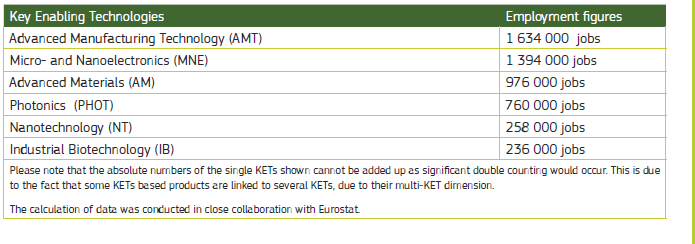 Key Enabling Technologies Employment figures
Advanced Manufacturing Technology (AMT) 1 634 000 jobs
Micro- and Nanoelectronics (MNE) 1 394 000 jobs
Advanced Materials (AM) 976 000 jobs
Photonics (PHOT) 760 000 jobs
Nanotechnology (NT) 258 000 jobs
Industrial Biotechnology (IB) 236 000 jobs
Please note that the absolute numbers of the single KETs shown cannot be added up as significant double counting would occur. This is due
to the fact that some KETs based products are linked to several KETs, due to their multi-KET dimension.
The calculation of data was conducted in close collaboration with Eurostat.